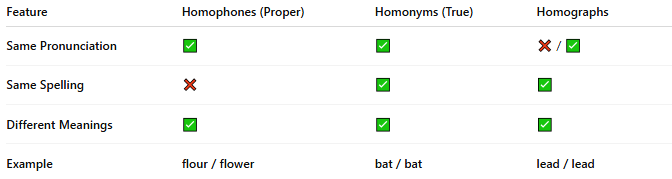 Feature Homophones (Proper) Homonyms (True) Homographs
Same Pronunciation ✅ ✅ ❌ / ✅
Same Spelling ❌ ✅ ✅
Different Meanings ✅ ✅ ✅
Example flour / flower bat / bat lead / lead